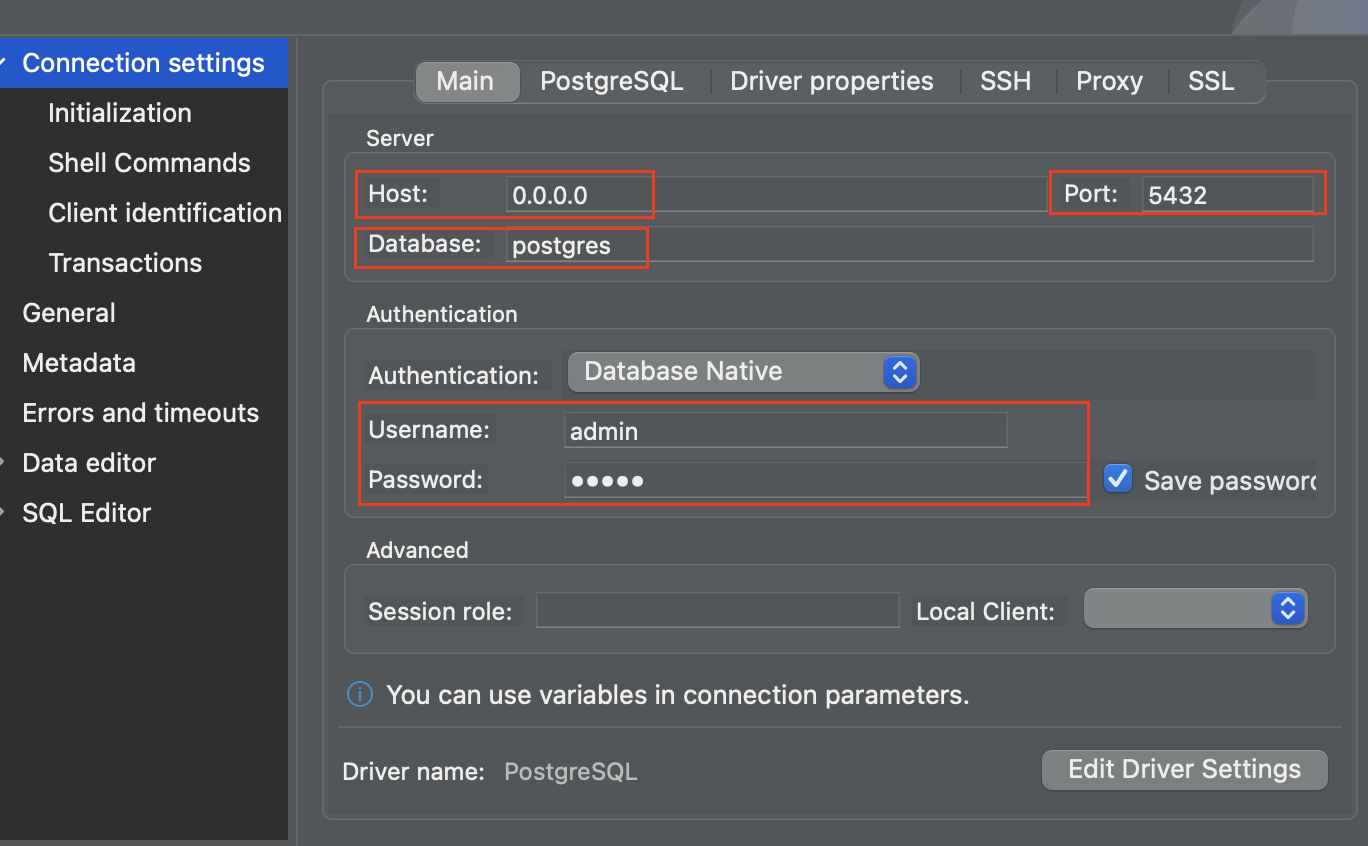 Connection settings
Initialization
Shell Commands
Client identification
Transactions
General
Metadata
Errors and timeouts
Data editor
SQL Editor
Main PostgreSQL Driver properties SSH Proxy SSL
Server
Host: 0.0.0.0 Port: 5432
Database: postgres
Authentication
Authentication: Database Native
Username: admin
Password: •••••
Save password
Advanced
Session role: Local Client:
You can use variables in connection parameters.
Driver name: PostgreSQL Edit Driver Settings